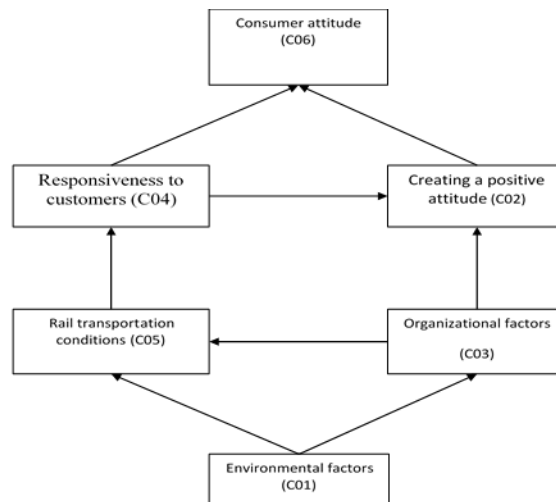 Consumer attitude
(C06)
Responsiveness to
customers (C04)
Creating a positive
attitude (C02)
Rail transportation
conditions (C05)
Organizational factors
(C03)
Environmental factors
(C01)